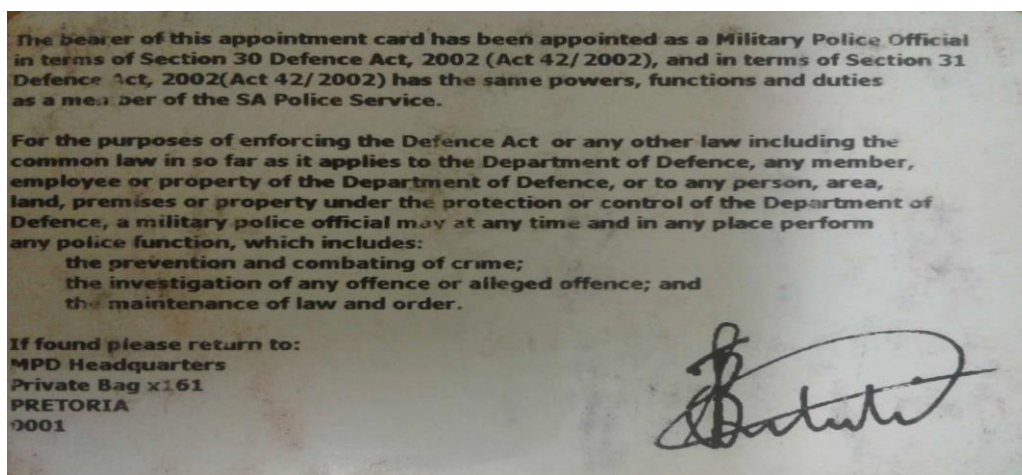 The bearer of this appointment card has been appointed as a Military Police Official
in terms of Section 30 Defence Act, 2002 (Act 42/2002), and in terms of Section 31
Defence Act, 2002(Act 42/2002) has the same powers, functions and duties
as a member of the SA Police Service.
For the purposes of enforcing the Defence Act or any other law including the
common law in so far as it applies to the Department of Defence, any member,
employee or property of the Department of Defence, or to any person, area,
land, premises or property under the protection or control of the Department of
Defence, a military police official may at any time and in any place perform
any police function, which includes:
the prevention and combating of crime;
the investigation of any offence or alleged offence; and
the maintenance of law and order.
If found please return to:
MPD Headquarters
Private Bag x161
PRETORIA
0001